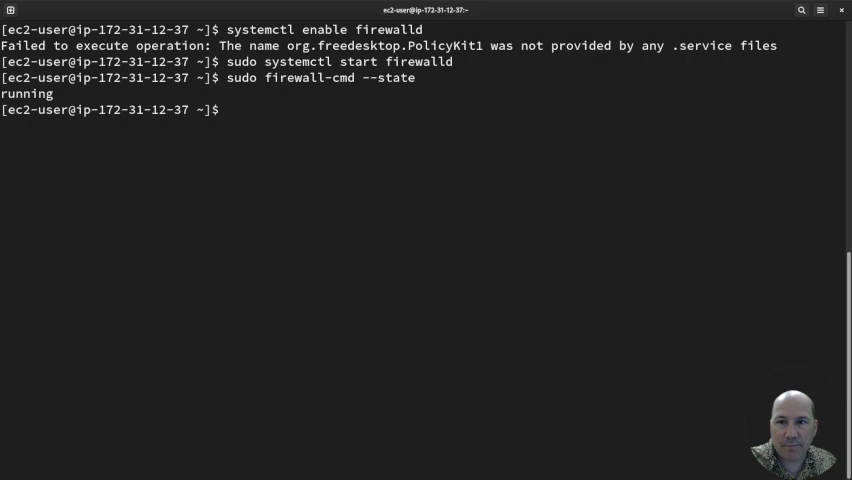 ec2-user@ip-172-31-12-37:~
[ec2-user@ip-172-31-12-37 ~]$ systemctl enable firewalld
Failed to execute operation: The name org.freedesktop.PolicyKit1 was not provided by any .service files
[ec2-user@ip-172-31-12-37 ~]$ sudo systemctl start firewalld
[ec2-user@ip-172-31-12-37 ~]$ sudo firewall-cmd --state
running
[ec2-user@ip-172-31-12-37 ~]$